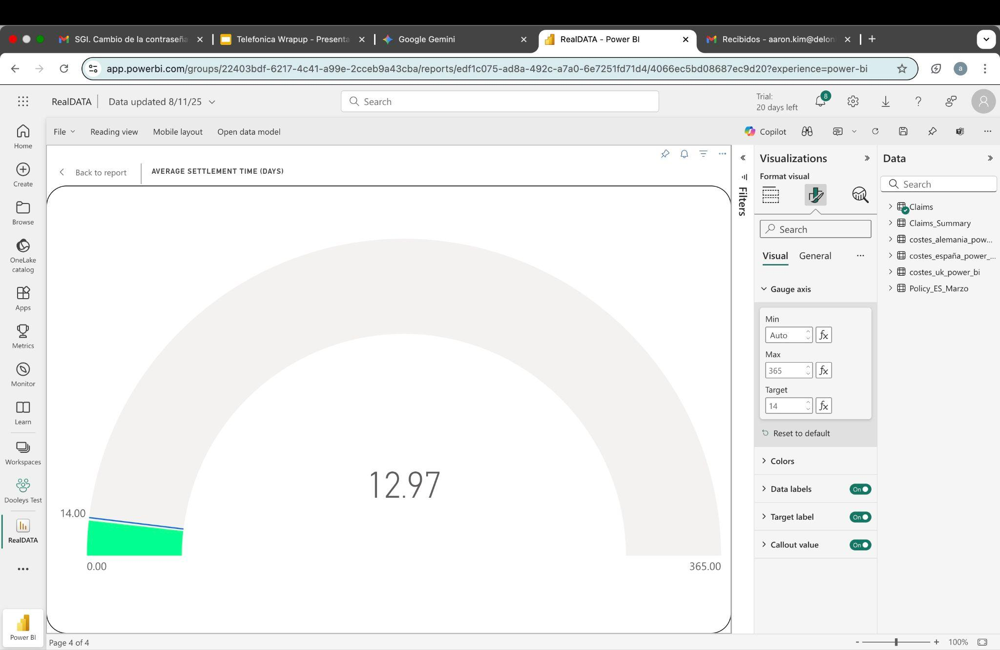 SGI. Cambio de la contraseña
Telefonica Wrapup - Presenta
Google Gemini
RealDATA - Power BI
Recibidos - aaron.kim@delon
app.powerbi.com/groups/22403bdf-6217-4c41-a99e-2cceb9a43cba/reports/edf1c075-ad8a-492c-a7a0-6e7251fd71d4/4066ec5bd08687ec9d20?experience=power-bi
a
RealDATA
Data updated 8/11/25
Search
Trial:
20 days left
8
File
Reading view
Mobile layout
Open data model
Copilot
Home
Create
Browse
OneLake
catalog
Apps
Metrics
Monitor
Learn
Workspaces
Dooleys Test
RealDATA
Power BI
Back to report
AVERAGE SETTLEMENT TIME (DAYS)
12.97
14.00
0.00
365.00
Filters
Visualizations
Format visual
Search
Visual
General
Gauge axis
Min
Auto
fx
Max
365
fx
Target
14
fx
Reset to default
Colors
Data labels
On
Target label
On
Callout value
On
Data
Search
Claims
Claims_Summary
costes_alemania_pow...
costes_españa_power_...
costes_uk_power_bi
Policy_ES_Marzo
Page 4 of 4
- + 100%